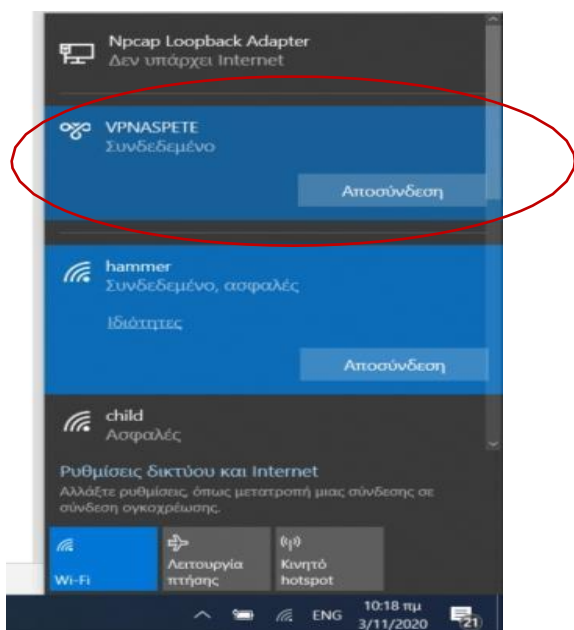 Npcap Loopback Adapter
Δεν υπάρχει Internet
VPNASPETE
Συνδεδεμένο
Αποσύνδεση
hammer
Συνδεδεμένο, ασφαλές
Ιδιότητες
Αποσύνδεση
child
Ασφαλές
Ρυθμίσεις δικτύου και Internet
Αλλάξτε ρυθμίσεις, όπως μετατροπή μιας σύνδεσης σε
σύνδεση ογκοχρέωσης.
Wi-Fi
Λειτουργία
πτήσης
Κινητό
hotspot
ENG
10:18 πμ
3/11/2020
21